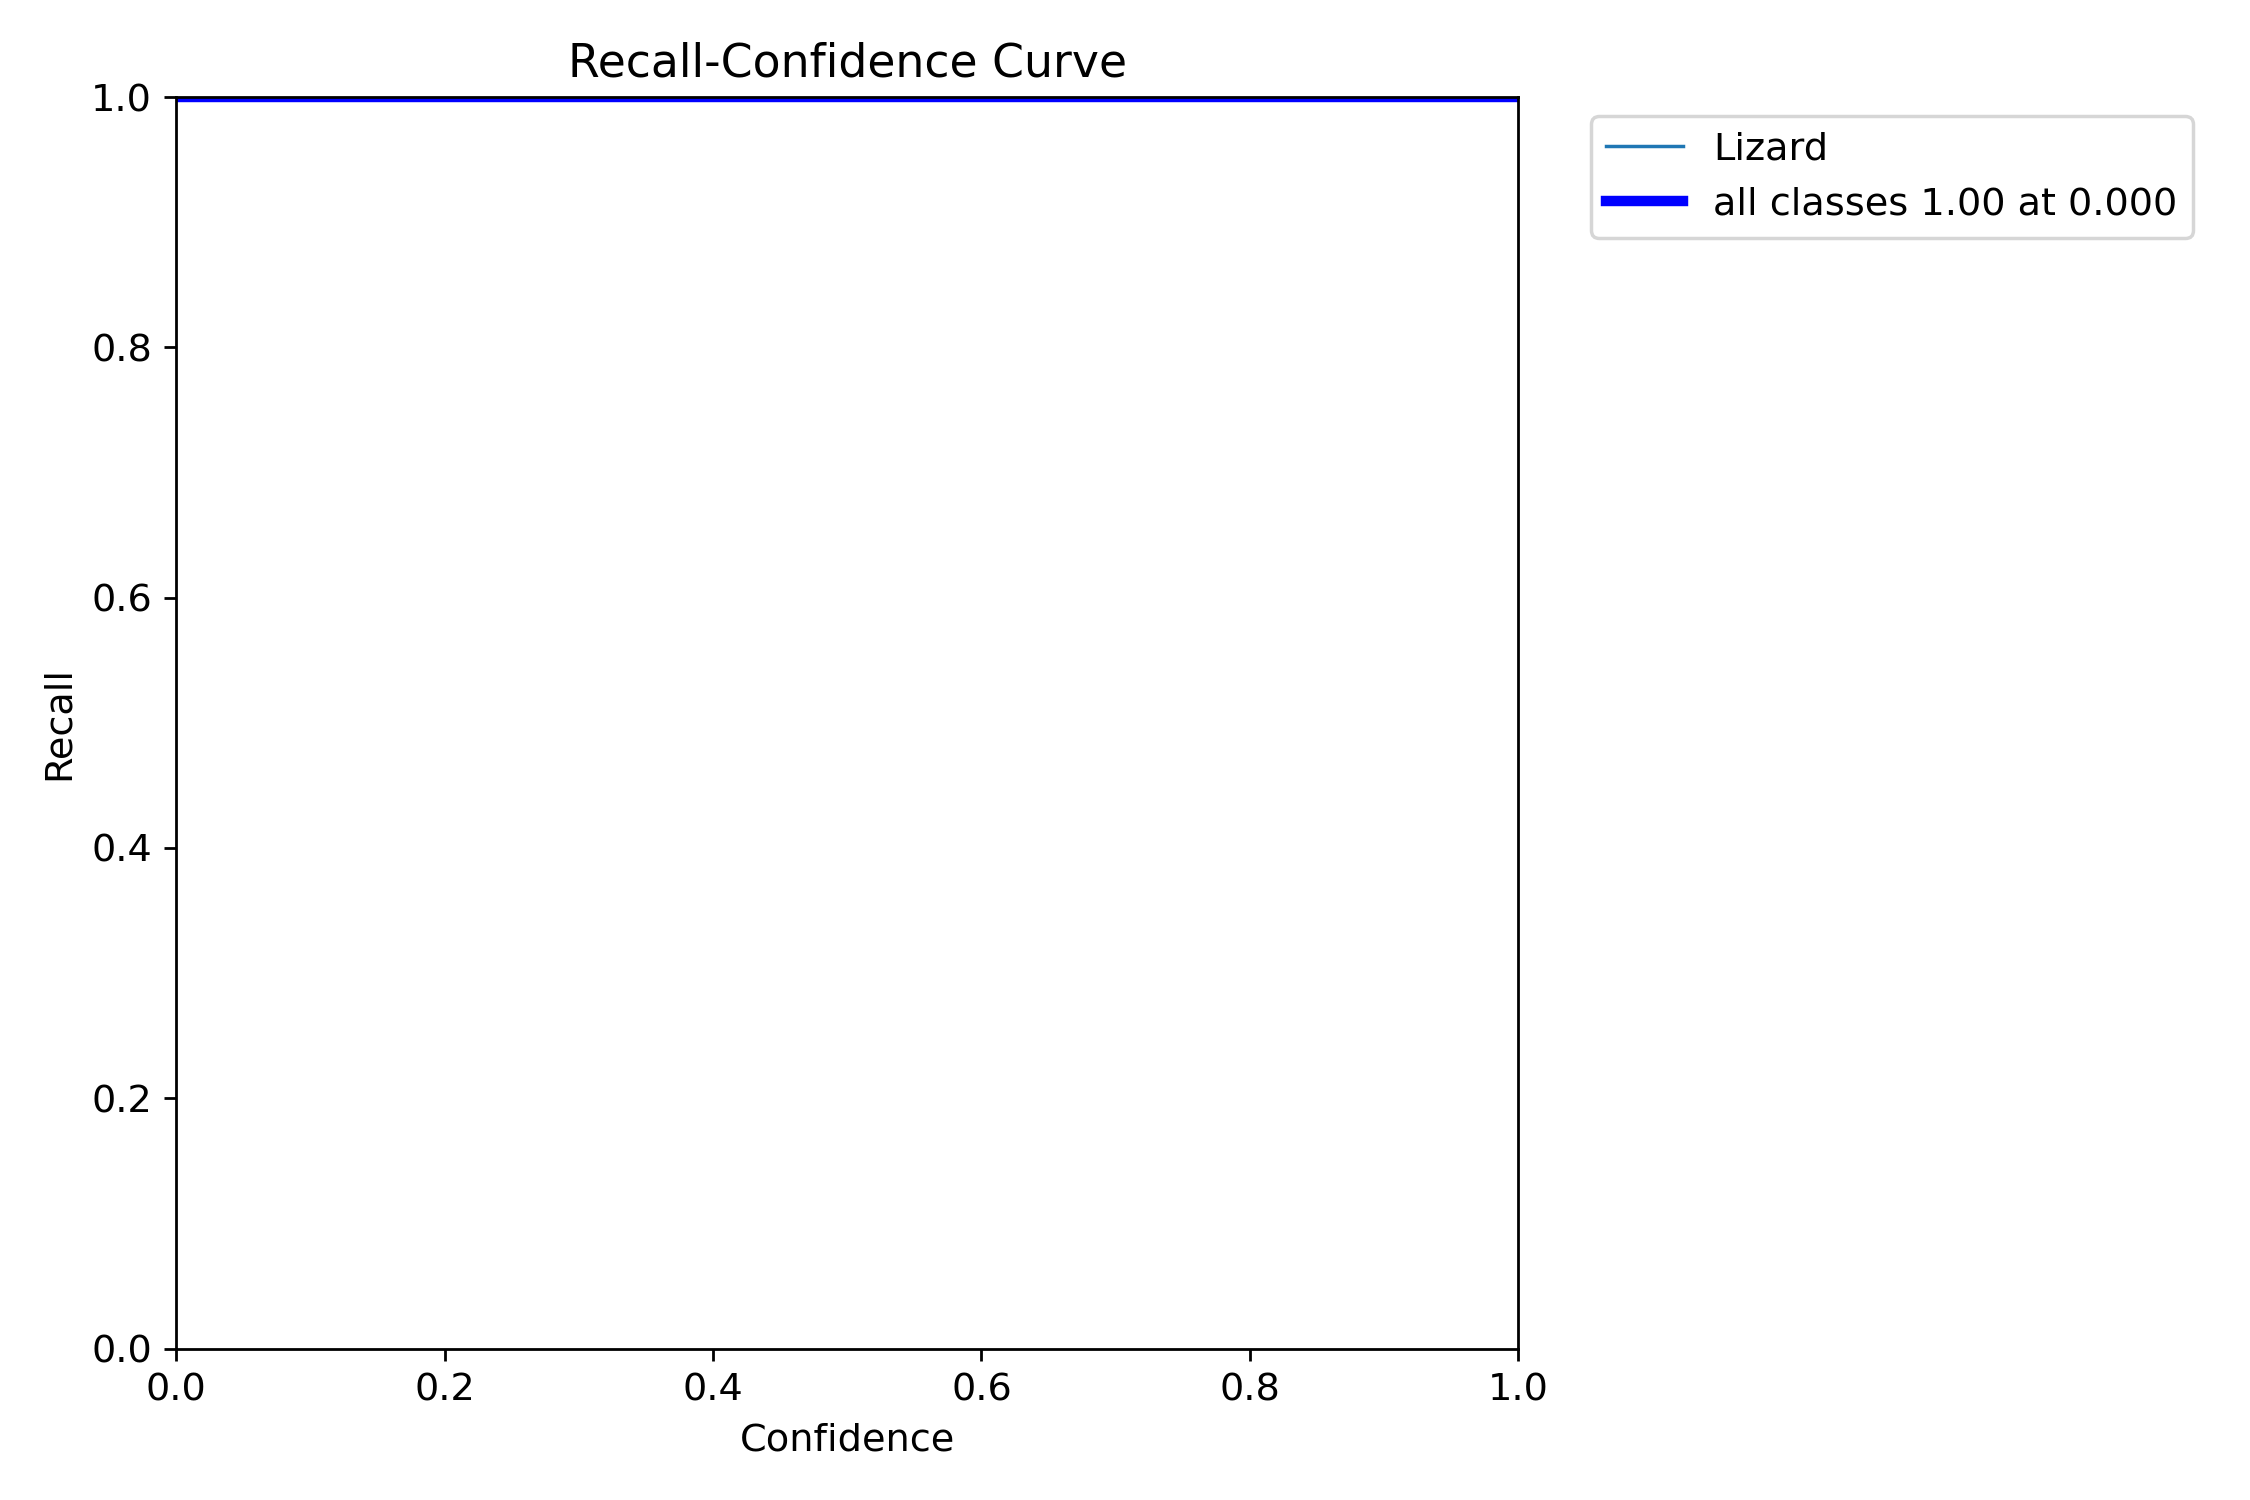 Recall-Confidence Curve
1.0
0.8
0.6
0.4
0.2
0.0
Recall
0.0 0.2 0.4 0.6 0.8 1.0
Confidence
Lizard
all classes 1.00 at 0.000